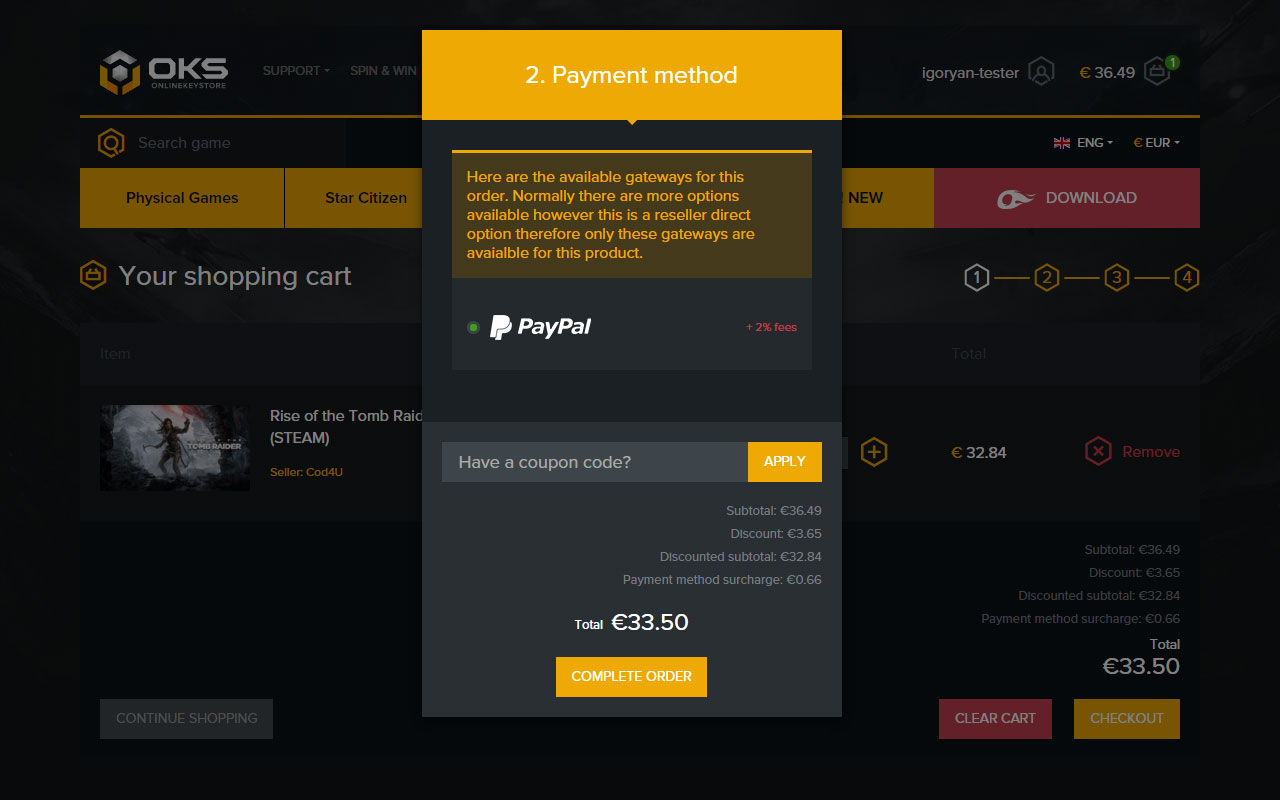 2. Payment method
OKS
ONLINEKEYSTORE
SUPPORT
SPIN & WIN
igoryan-tester
€ 36.49
1
Search game
ENG
€ EUR
Physical Games
Star Citizen
NEW
DOWNLOAD
Here are the available gateways for this
order. Normally there are more options
available however this is a reseller direct
option therefore only these gateways are
avaialble for this product.
Your shopping cart
1 2 3 4
PayPal
+ 2% fees
Item
Total
Rise of the Tomb Raid
(STEAM)
Seller: Cod4U
TOMB RAIDER
€ 32.84
Remove
Have a coupon code?
APPLY
Subtotal: €36.49
Discount: €3.65
Discounted subtotal: €32.84
Payment method surcharge: €0.66
Total €33.50
COMPLETE ORDER
Subtotal: €36.49
Discount: €3.65
Discounted subtotal: €32.84
Payment method surcharge: €0.66
Total
€33.50
CONTINUE SHOPPING
CLEAR CART
CHECKOUT